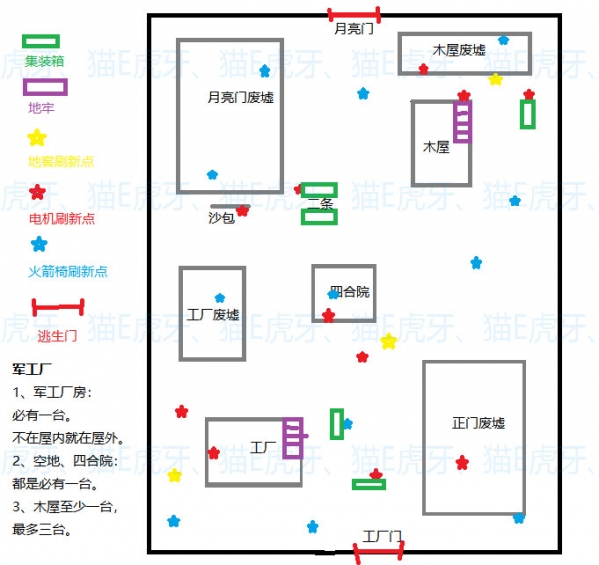 月亮门
集装箱
地牢
地窖刷新点
电机刷新点
火箭椅刷新点
逃生门
军工厂
1、军工厂房:
必有一台。
不在屋内就在屋外。
2、空地、四合院:
都是必有一台。
3、木屋至少一台,
最多三台。
木屋废墟
月亮门废墟
木屋
二条
沙包
四合院
工厂废墟
正门废墟
工厂
工厂门
猫E虎牙、猫E虎牙、猫E虎牙、猫E虎牙